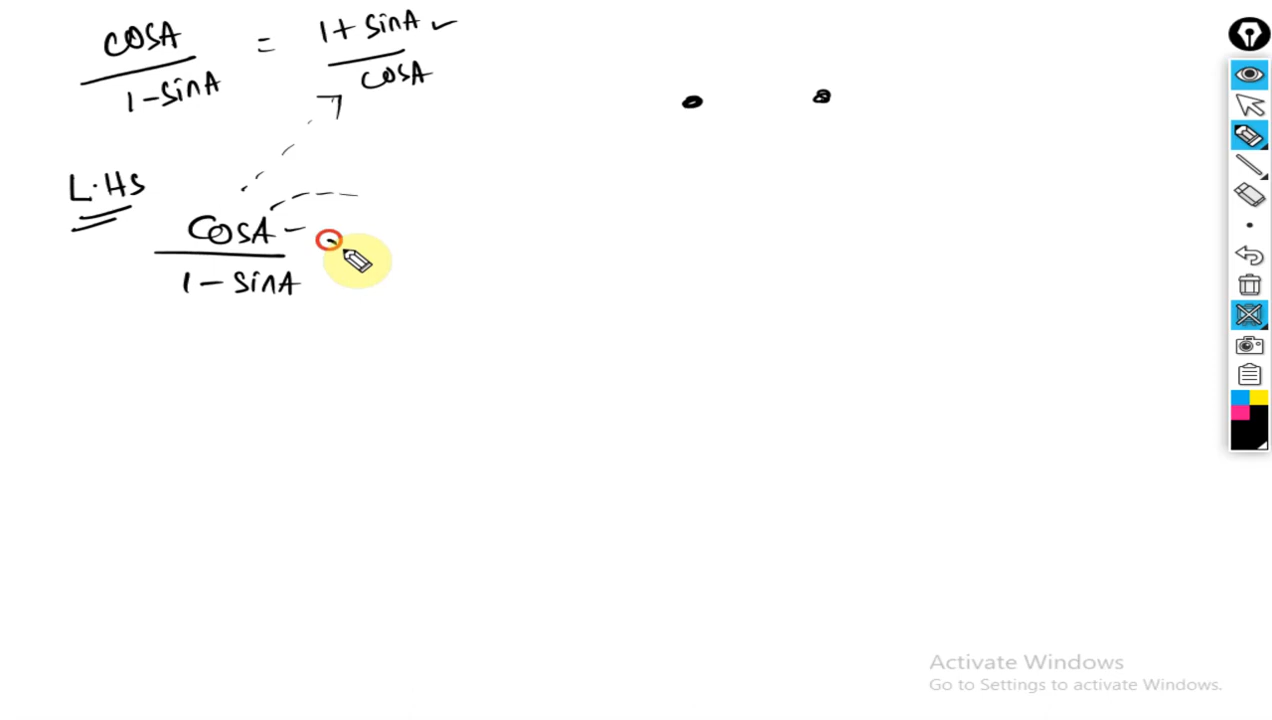 cosA / 1-sinA = 1+sinA / cosA
L.HS
cosA / 1-sinA
Activate Windows
Go to Settings to activate Windows.